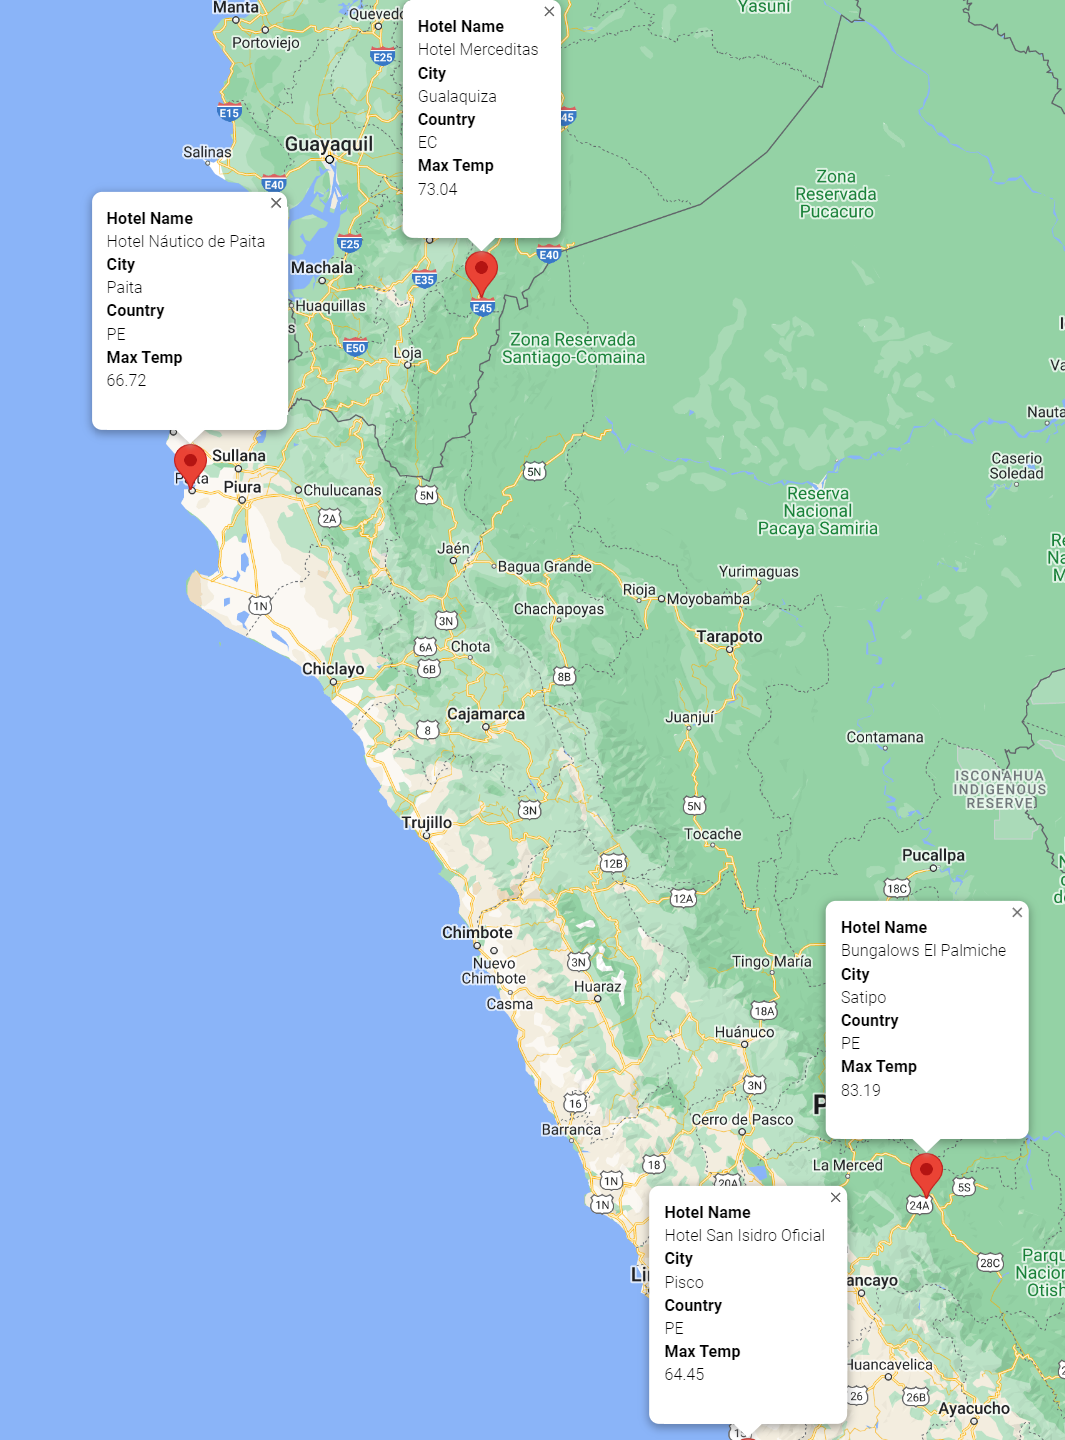 Manta
Quevedo
Portoviejo
E25
Yasuní
Hotel Name
Hotel Merceditas
City
Gualaquiza
Country
EC
Max Temp
73.04
E15
45
Salinas
Guayaquil
E40
Zona
Reservada
Pucacuro
Hotel Name
Hotel Náutico de Paita
City
Paita
Country
PE
Max Temp
66.72
E25
E40
Machala
E35
Huaquillas
E45
s
E50
Loja
Zona Reservada
Santiago-Comaina
Nauta
Caserio
Soledad
Sullana
Piura
Chulucanas
5N
5N
2A
Reserva
Nacional
Pacaya Samiria
Jaén
Bagua Grande
Yurimaguas
Rioja
Moyobamba
1N
Chachapoyas
3N
Tarapoto
6A
Chota
6B
Chiclayo
8B
Cajamarca
Juanjuí
8
Contamana
ISCONAHUA
INDIGENOUS
RESERVE]
3N
5N
Trujillo
Tocache
12B
Pucallpa
18C
12A
Hotel Name
Bungalows El Palmiche
City
Satipo
Country
PE
Max Temp
83.19
Chimbote
Nuevo
Chimbote
3N
Tingo María
Huaraz
Casma
18A
Huánuco
3N
16
Barranca
Cerro de Pasco
P
La Merced
18
1N
20A
1N
24A
5S
Hotel Name
Hotel San Isidro Oficial
City
Pisco
Country
PE
Max Temp
64.45
28C
Parqu
Nacion
Otish
Li
ancayo
Huancavelica
26
26B
Ayacucho